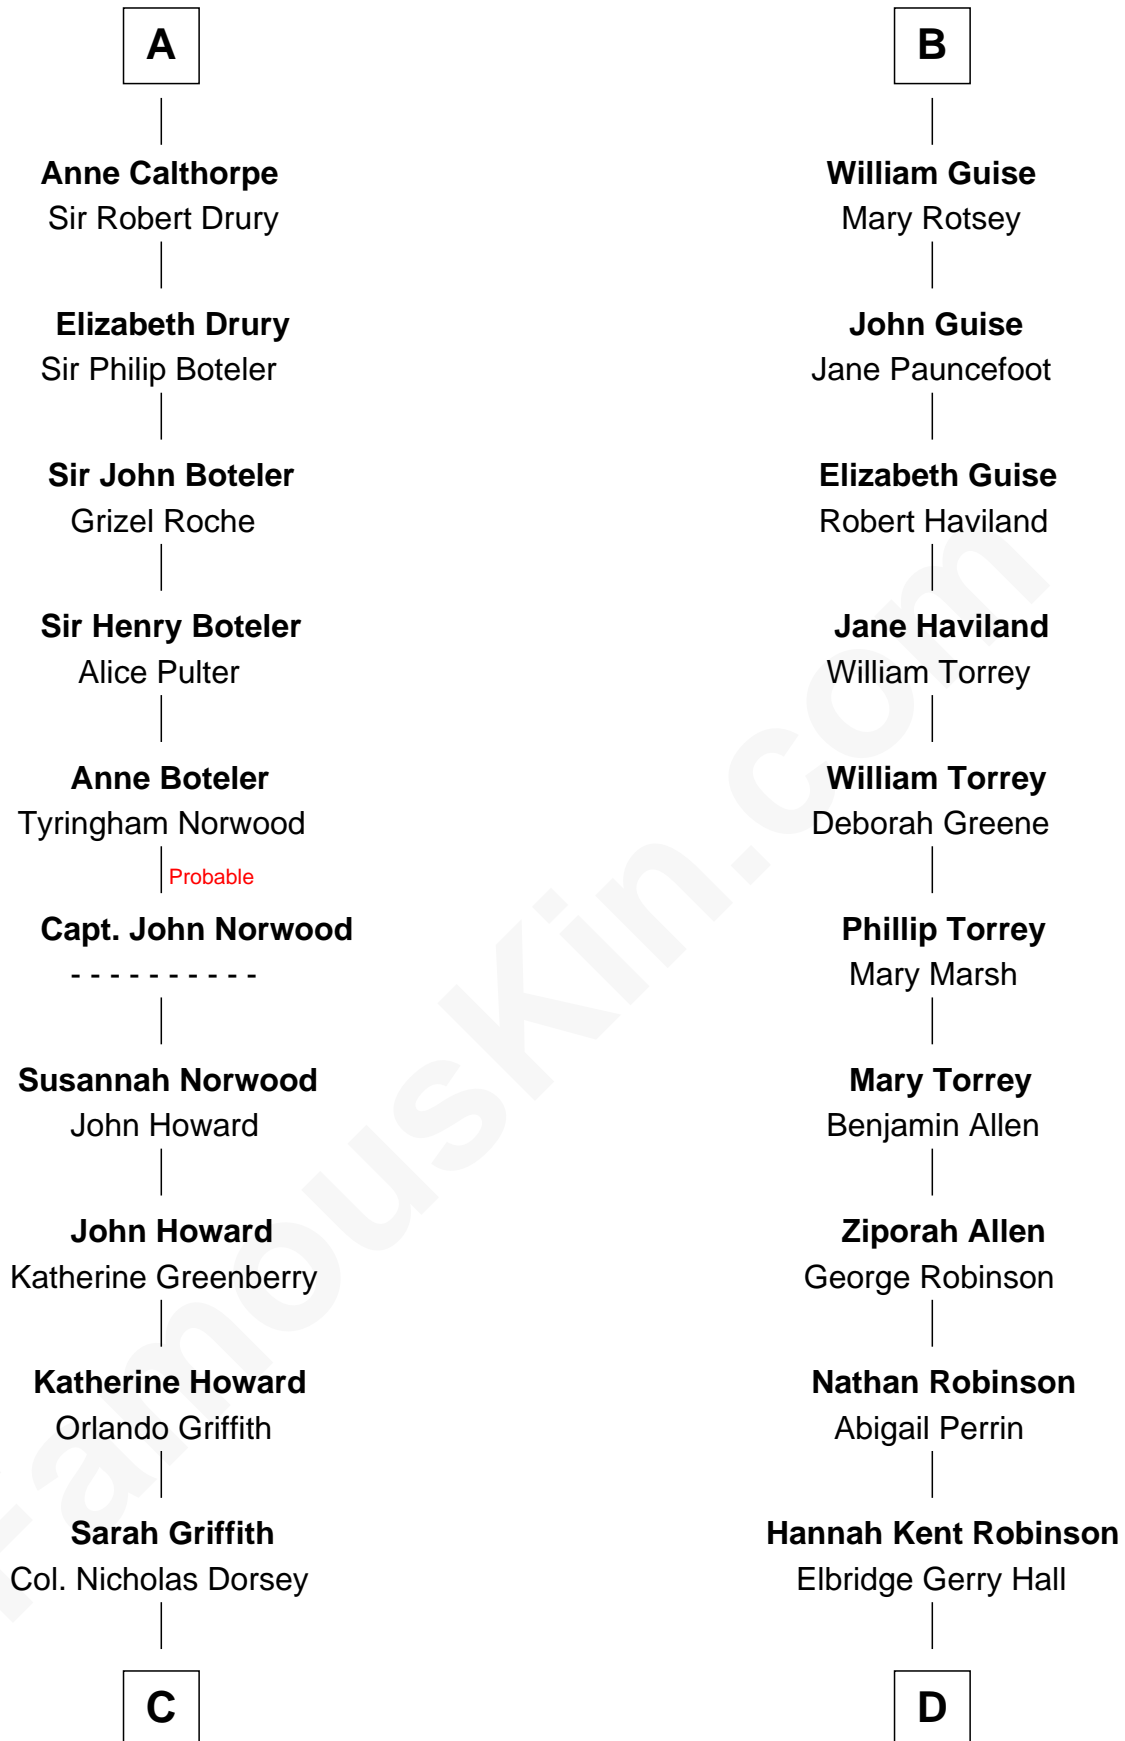 A
Anne Calthorpe
Sir Robert Drury
Elizabeth Drury
Sir Philip Boteler
Sir John Boteler
Grizel Roche
Sir Henry Boteler
Alice Pulter
Anne Boteler
Tyringham Norwood
Probable
Capt. John Norwood
- - - - - - - - - -
Susannah Norwood
John Howard
John Howard
Katherine Greenberry
Katherine Howard
Orlando Griffith
Sarah Griffith
Col. Nicholas Dorsey
C
B
William Guise
Mary Rotsey
John Guise
Jane Pauncefoot
Elizabeth Guise
Robert Haviland
Jane Haviland
William Torrey
William Torrey
Deborah Greene
Phillip Torrey
Mary Marsh
Mary Torrey
Benjamin Allen
Ziporah Allen
George Robinson
Nathan Robinson
Abigail Perrin
Hannah Kent Robinson
Elbridge Gerry Hall
D
FamousKin.com